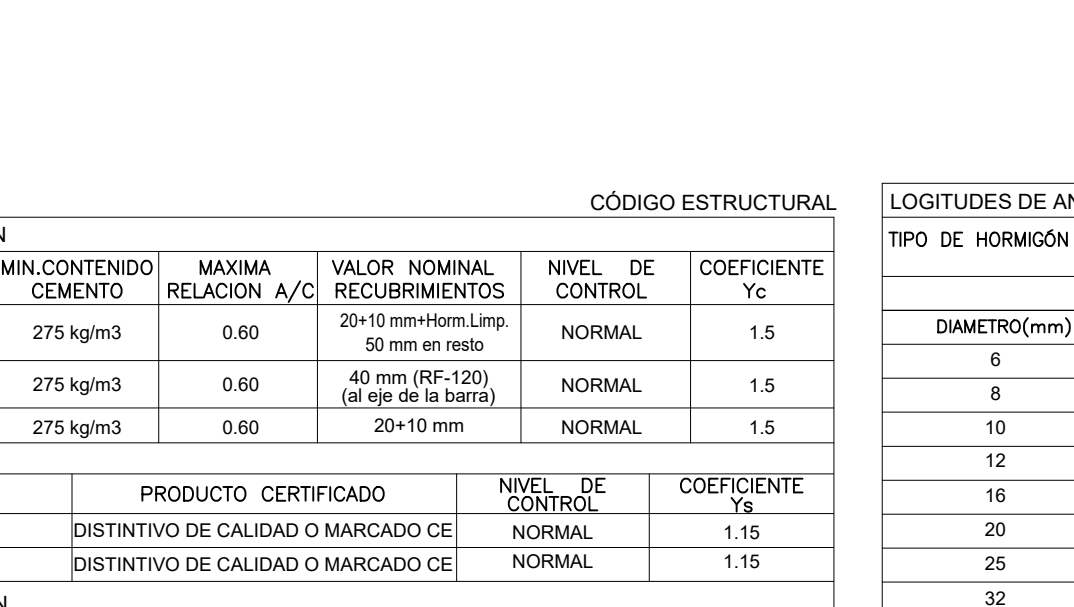 CÓDIGO ESTRUCTURAL
N
MIN.CONTENIDO CEMENTO
MAXIMA RELACION A/C
VALOR NOMINAL RECUBRIMIENTOS
NIVEL DE CONTROL
COEFICIENTE Yc
275 kg/m3
0.60
20+10 mm+Horm.Limp.
50 mm en resto
NORMAL
1.5
275 kg/m3
0.60
40 mm (RF-120)
(al eje de la barra)
NORMAL
1.5
275 kg/m3
0.60
20+10 mm
NORMAL
1.5
PRODUCTO CERTIFICADO
NIVEL DE CONTROL
COEFICIENTE Ys
DISTINTIVO DE CALIDAD O MARCADO CE
NORMAL
1.15
DISTINTIVO DE CALIDAD O MARCADO CE
NORMAL
1.15
LOGITUDES DE AN
TIPO DE HORMIGÓN
DIAMETRO(mm)
6
8
10
12
16
20
25
32